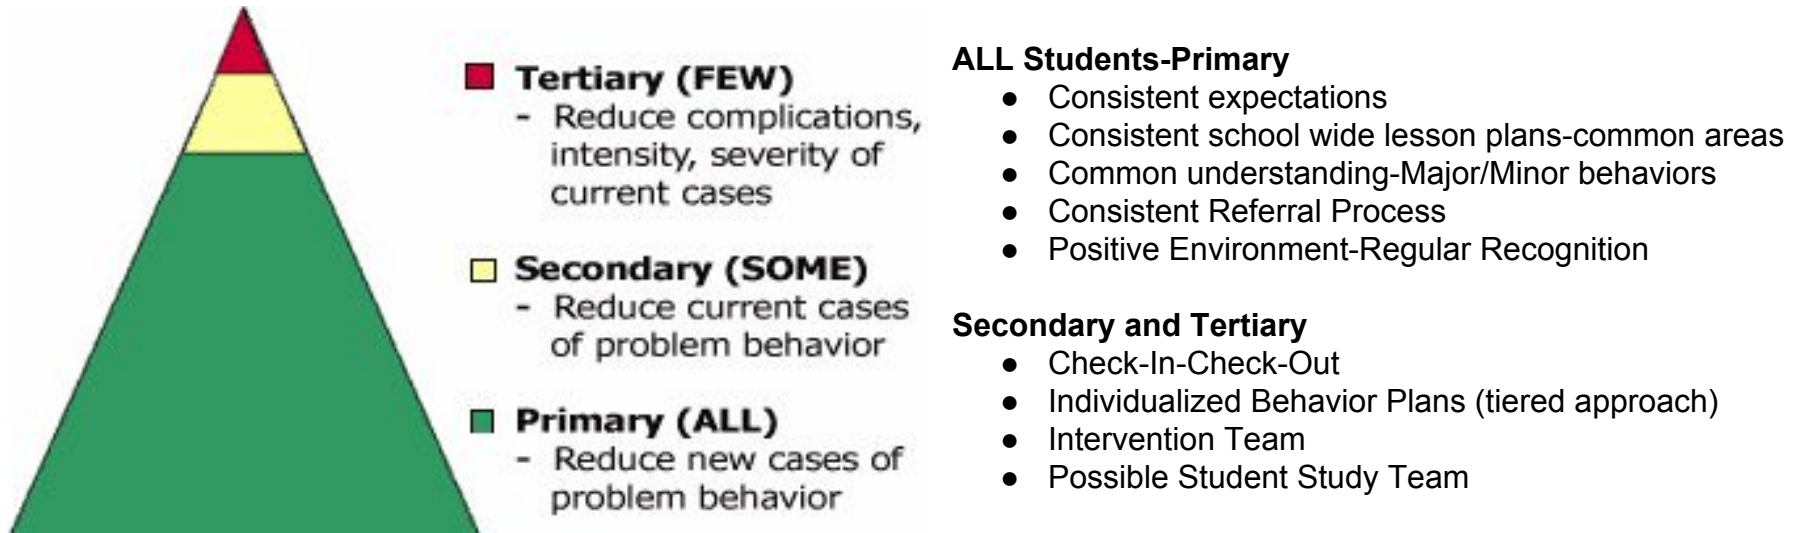 Tertiary (FEW)
- Reduce complications,
intensity, severity of
current cases
Secondary (SOME)
- Reduce current cases
of problem behavior
Primary (ALL)
- Reduce new cases of
problem behavior
ALL Students-Primary
● Consistent expectations
● Consistent school wide lesson plans-common areas
● Common understanding-Major/Minor behaviors
● Consistent Referral Process
● Positive Environment-Regular Recognition
Secondary and Tertiary
● Check-In-Check-Out
● Individualized Behavior Plans (tiered approach)
● Intervention Team
● Possible Student Study Team